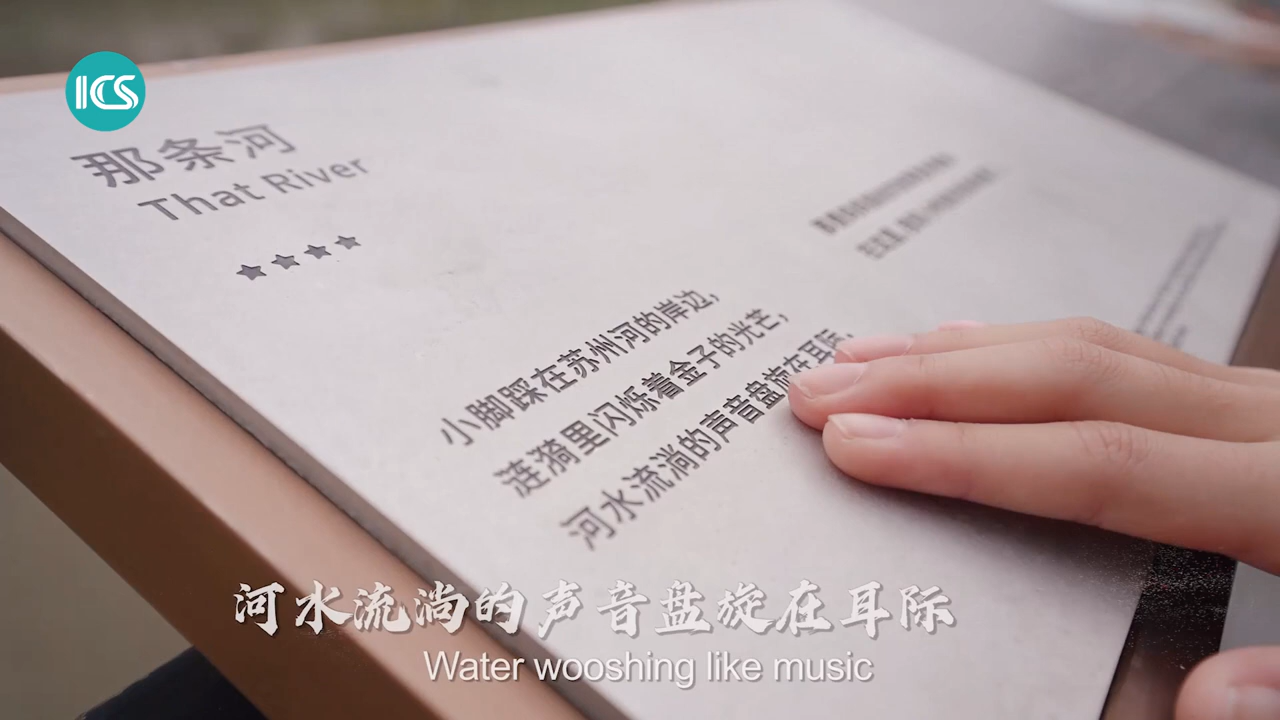 ICS
那条河
That River
小脚踩在苏州河的岸边,
涟漪里闪烁着金子的光芒,
河水流淌的声音盘旋在耳际,
河水流淌的声音盘旋在耳际
Water wooshing like music